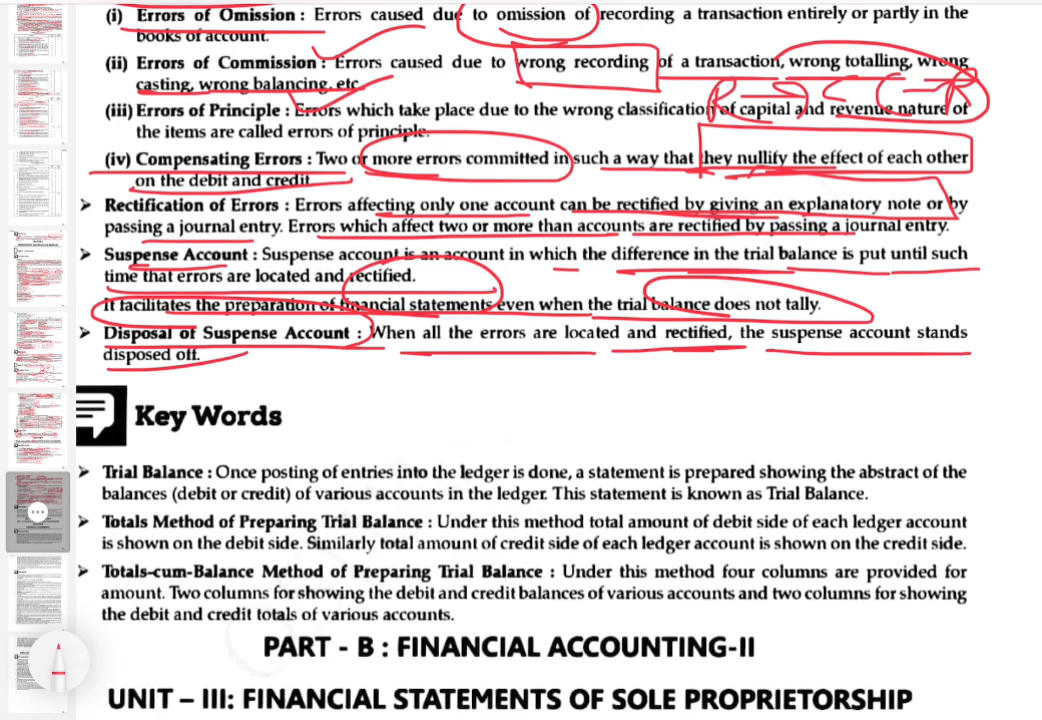 (i) Errors of Omission : Errors caused due to omission of recording a transaction entirely or partly in the
books of account.
(ii) Errors of Commission : Errors caused due to wrong recording of a transaction, wrong totalling, wrong
casting, wrong balancing, etc.
(iii) Errors of Principle : Errors which take place due to the wrong classification of capital and revenue nature of
the items are called errors of principle.
(iv) Compensating Errors : Two or more errors committed in such a way that they nullify the effect of each other
on the debit and credit
➤ Rectification of Errors : Errors affecting only one account can be rectified by giving an explanatory note or by
passing a journal entry. Errors which affect two or more than accounts are rectified by passing a journal entry.
➤ Suspense Account : Suspense account is an account in which the difference in the trial balance is put until such
time that errors are located and rectified.
It facilitates the preparation of financial statements even when the trial balance does not tally.
➤ Disposal of Suspense Account : When all the errors are located and rectified, the suspense account stands
disposed off.
Key Words
➤ Trial Balance : Once posting of entries into the ledger is done, a statement is prepared showing the abstract of the
balances (debit or credit) of various accounts in the ledger. This statement is known as Trial Balance.
➤ Totals Method of Preparing Trial Balance : Under this method total amount of debit side of each ledger account
is shown on the debit side. Similarly total amount of credit side of each ledger account is shown on the credit side.
➤ Totals-cum-Balance Method of Preparing Trial Balance : Under this method four columns are provided for
amount. Two columns for showing the debit and credit balances of various accounts and two columns for showing
the debit and credit totals of various accounts.
PART - B : FINANCIAL ACCOUNTING-II
UNIT – III: FINANCIAL STATEMENTS OF SOLE PROPRIETORSHIP